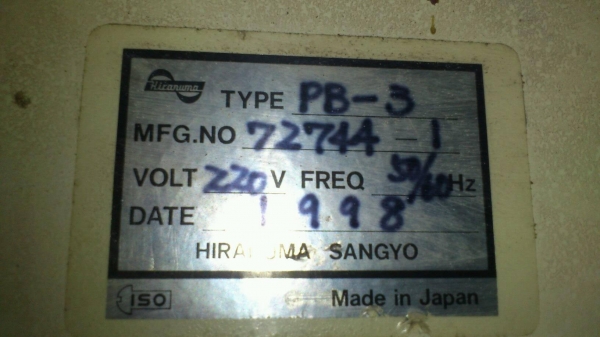 Hiranuma
TYPE PB-3
MFG.NO 72744-1
VOLT 220 V FREQ 50/60 Hz
DATE 1998
HIRANUMA SANGYO
ISO
Made in Japan